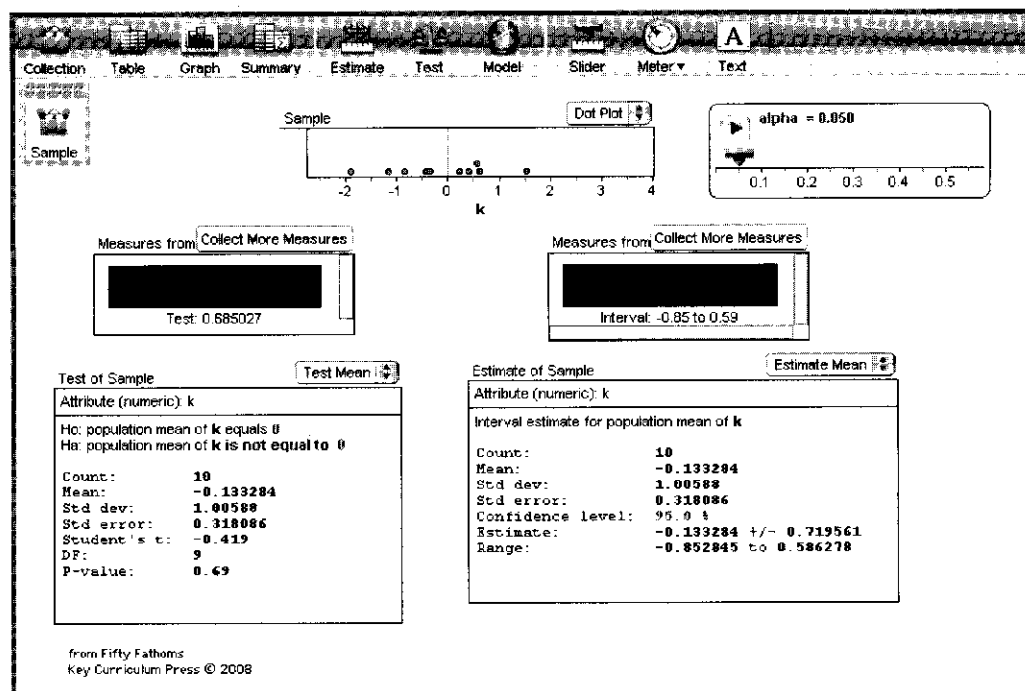 Collection Table Graph Summary Estimate Test Model Slider Meter▼ A Text
Sample
Sample
Dot Plot
-2 -1 0 1 2 3 4
k
alpha = 0.050
0.1 0.2 0.3 0.4 0.5
Measures from Collect More Measures
Test: 0.685027
Measures from Collect More Measures
Interval: -0.85 to 0.59
Test of Sample
Test Mean
Attribute (numeric): k
Ho: population mean of k equals 0
Ha: population mean of k is not equal to 0
Count: 10
Mean: -0.133284
Std dev: 1.00588
Std error: 0.318086
Student's t: -0.419
DF: 9
P-value: 0.69
Estimate of Sample
Estimate Mean
Attribute (numeric): k
Interval estimate for population mean of k
Count: 10
Mean: -0.133284
Std dev: 1.00588
Std error: 0.318086
Confidence level: 95.0 %
Estimate: -0.133284 +/- 0.719561
Range: -0.852845 to 0.586278
from Fifty Fathoms
Key Curriculum Press © 2008